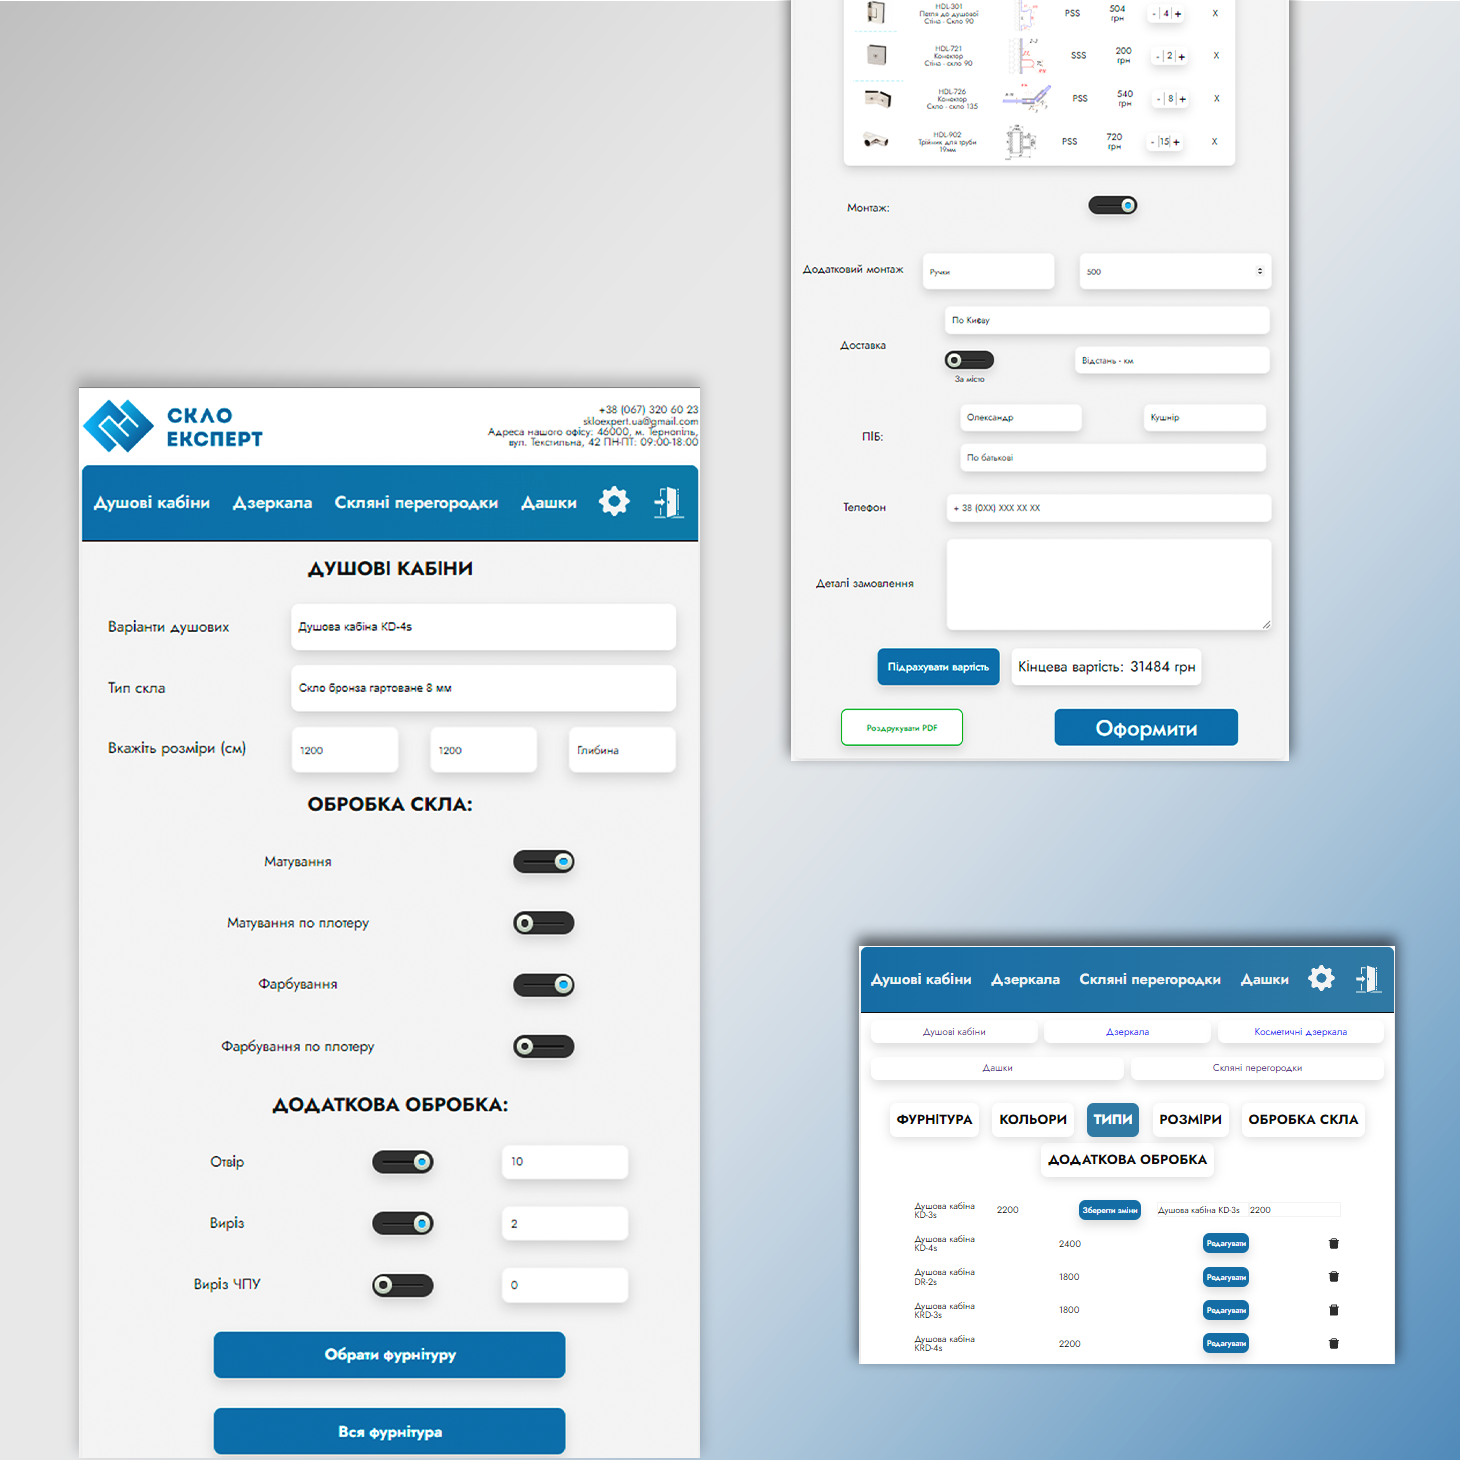 СКЛО
ЕКСПЕРТ
+38 (067) 320 60 23
skloexpert.ua@gmail.com
Адреса нашого офісу: 46000, м. Тернопіль,
вул. Текстильна, 42 ПН-ПТ: 09:00-18:00
Душові кабіни Дзеркала Скляні перегородки Дашки
ДУШОВІ КАБІНИ
Варіанти душових Душова кабіна KD-4s
Тип скла Скло бронза гартоване 8 мм
Вкажіть розміри (см) 1200 1200 Глибина
ОБРОБКА СКЛА:
Матування
Матування по плотеру
Фарбування
Фарбування по плотеру
ДОДАТКОВА ОБРОБКА:
Отвір 10
Виріз 2
Виріз ЧПУ 0
Обрати фурнітуру
Вся фурнітура
HDL-301
Петля до душової
Стіна - Скло 90
PSS 504 грн - 4 + X
HDL-721
Конектор
Стіна - скло 90
SSS 200 грн - 2 + X
HDL-726
Конектор
Скло - скло 135
PSS 540 грн - 8 + X
HDL-902
Трійник для труби
19мм
PSS 720 грн - 15 + X
Монтаж:
Додатковий монтаж Ручки 500
Доставка По Києву
За місто Відстань - км
ПІБ: Олександр Кушнір
По батькові
Телефон + 38 (0XX) XXX XX XX
Деталі замовлення
Підрахувати вартість Кінцева вартість: 31484 грн
Роздрукувати PDF Оформити
Душові кабіни Дзеркала Скляні перегородки Дашки
Душові кабіни Дзеркала Косметичні дзеркала
Дашки Скляні перегородки
ФУРНІТУРА КОЛЬОРИ ТИПИ РОЗМІРИ ОБРОБКА СКЛА
ДОДАТКОВА ОБРОБКА
Душова кабіна
KD-3s
2200 Зберегти зміни Душова кабіна KD-3s 2200
Душова кабіна
KD-4s
2400 Редагувати
Душова кабіна
DR-2s
1800 Редагувати
Душова кабіна
KRD-3s
1800 Редагувати
Душова кабіна
KRD-4s
2200 Редагувати